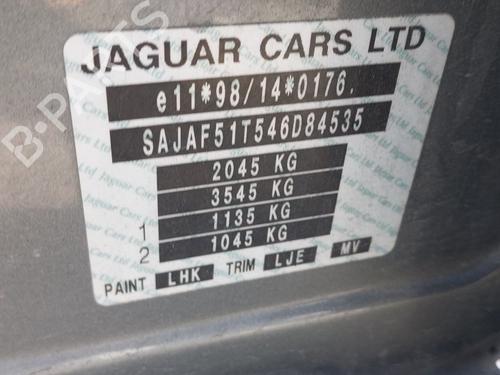 JAGUAR CARS LTD
e11*98/14*0176.
SAJAF51T546D84535
2045 KG
3545 KG
1 1135 KG
2 1045 KG
PAINT LHK TRIM LJE MV
B-PARTS